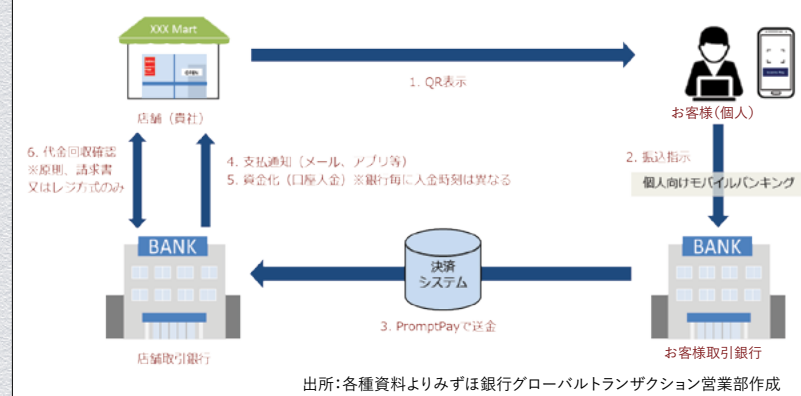 XXX Mart
OPEN
店舗（貴社）
1. QR表示
お客様(個人)
6. 代金回収確認
※原則、請求書
又はレジ方式のみ
4. 支払通知（メール、アプリ等）
5. 資金化（口座入金）※銀行毎に入金時刻は異なる
2. 振込指示
個人向けモバイルバンキング
BANK
決済
システム
BANK
3. PromptPayで送金
店舗取引銀行
お客様取引銀行
出所：各種資料よりみずほ銀行グローバルトランザクション営業部作成